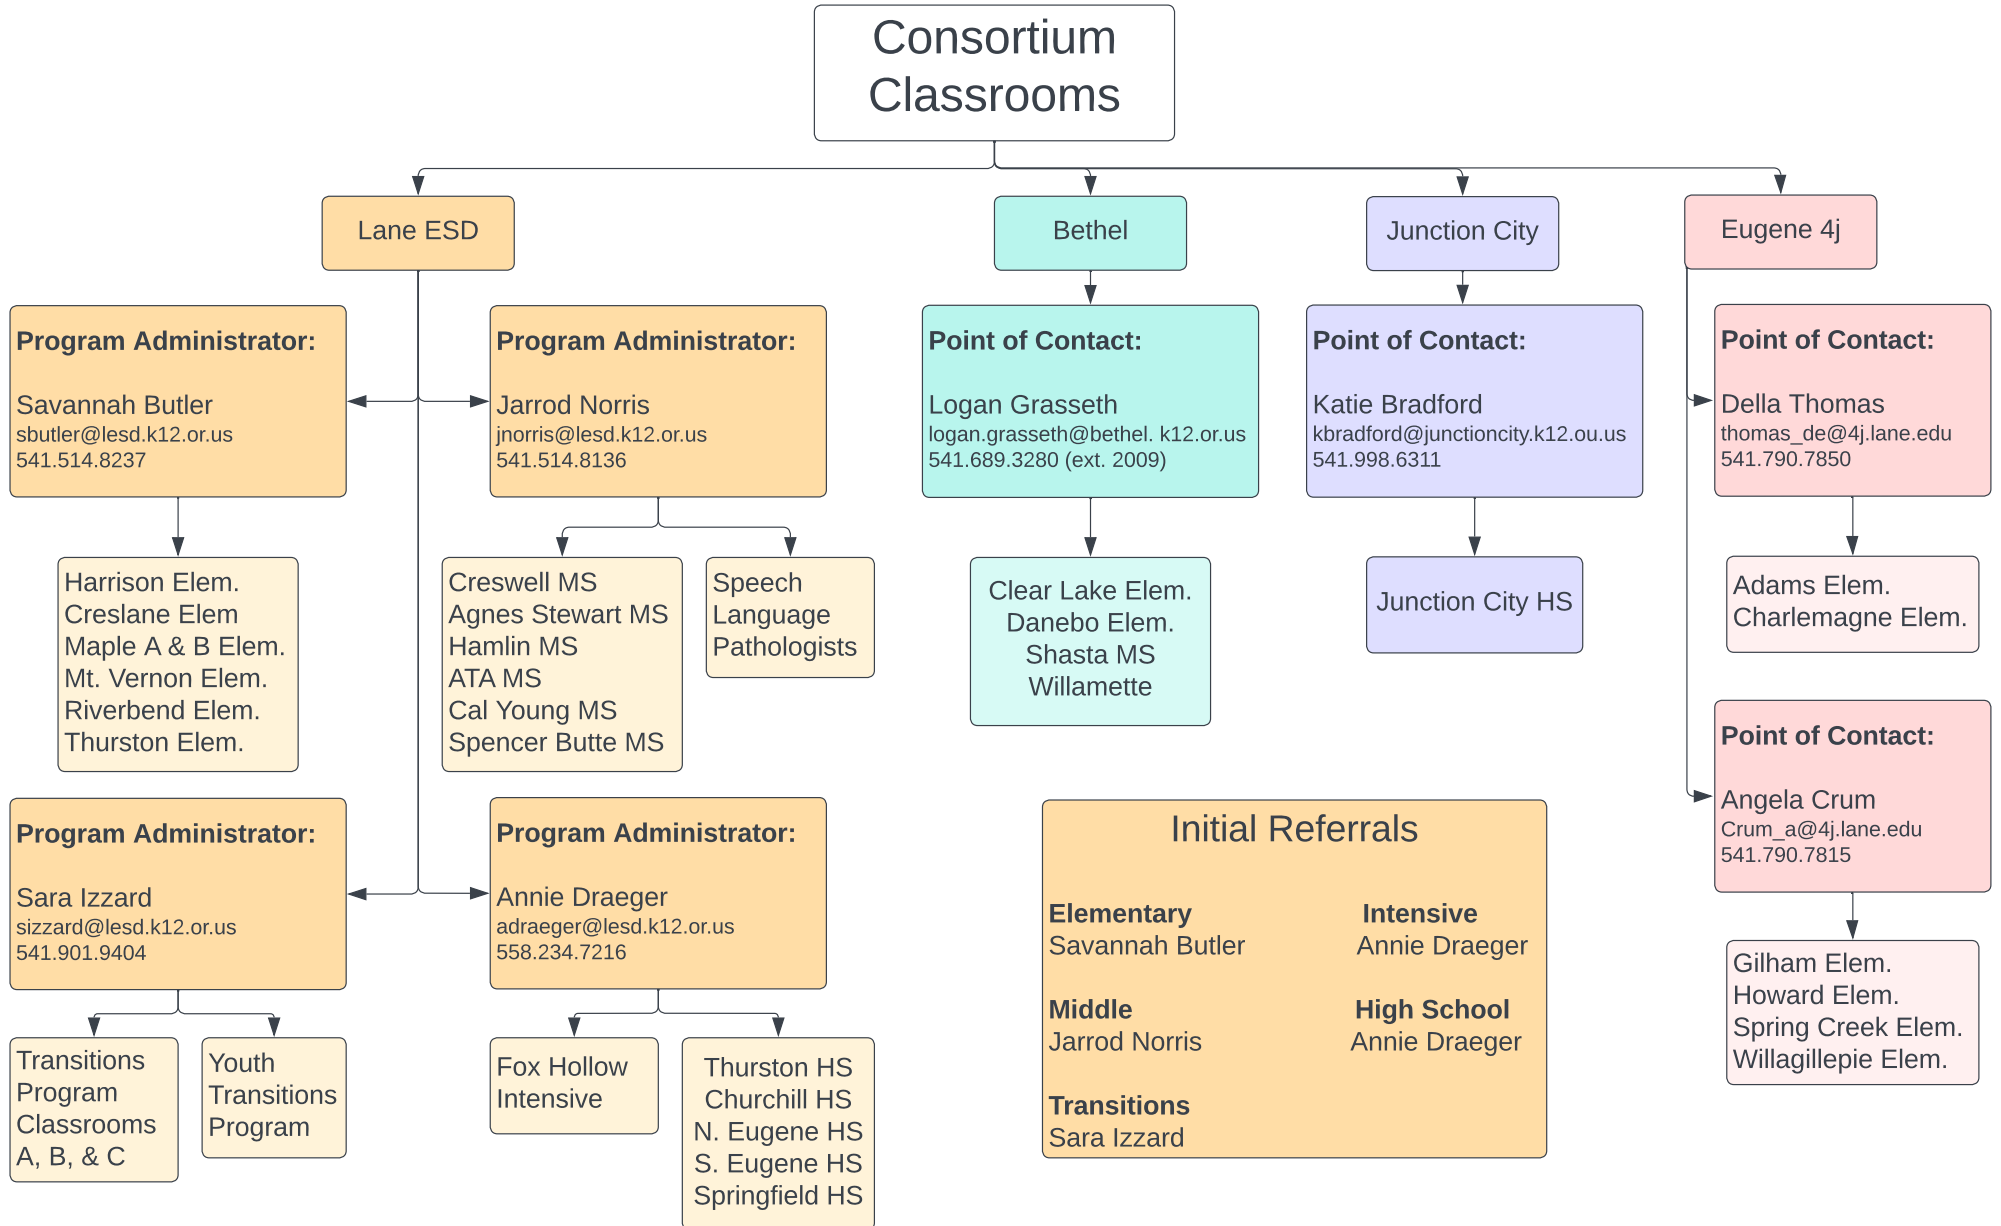 Consortium
Classrooms
Lane ESD
Bethel
Junction City
Eugene 4j
Program Administrator:
Savannah Butler
sbutler@lesd.k12.or.us
541.514.8237
Program Administrator:
Jarrod Norris
jnorris@lesd.k12.or.us
541.514.8136
Point of Contact:
Logan Grasseth
logan.grasseth@bethel. k12.or.us
541.689.3280 (ext. 2009)
Point of Contact:
Katie Bradford
kbradford@junctioncity.k12.ou.us
541.998.6311
Point of Contact:
Della Thomas
thomas_de@4j.lane.edu
541.790.7850
Harrison Elem.
Creslane Elem
Maple A & B Elem.
Mt. Vernon Elem.
Riverbend Elem.
Thurston Elem.
Creswell MS
Agnes Stewart MS
Hamlin MS
ATA MS
Cal Young MS
Spencer Butte MS
Speech
Language
Pathologists
Clear Lake Elem.
Danebo Elem.
Shasta MS
Willamette
Junction City HS
Adams Elem.
Charlemagne Elem.
Program Administrator:
Sara Izzard
sizzard@lesd.k12.or.us
541.901.9404
Program Administrator:
Annie Draeger
adraeger@lesd.k12.or.us
558.234.7216
Point of Contact:
Angela Crum
Crum_a@4j.lane.edu
541.790.7815
Transitions
Program
Classrooms
A, B, & C
Youth
Transitions
Program
Fox Hollow
Intensive
Thurston HS
Churchill HS
N. Eugene HS
S. Eugene HS
Springfield HS
Initial Referrals
Elementary Intensive
Savannah Butler Annie Draeger
Middle High School
Jarrod Norris Annie Draeger
Transitions
Sara Izzard
Gilham Elem.
Howard Elem.
Spring Creek Elem.
Willagillepie Elem.